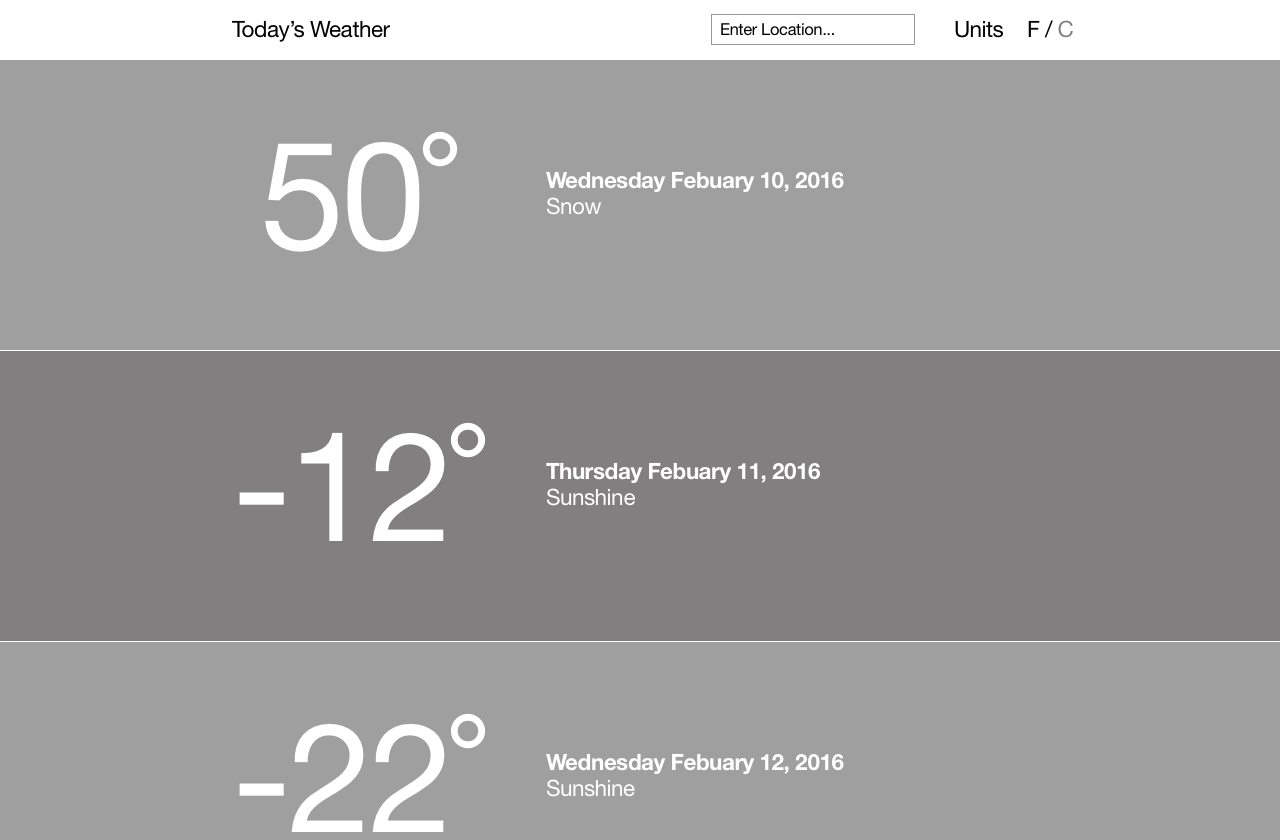 Today’s Weather
Enter Location...
Units F / C
50°
Wednesday Febuary 10, 2016
Snow
-12°
Thursday Febuary 11, 2016
Sunshine
-22°
Wednesday Febuary 12, 2016
Sunshine